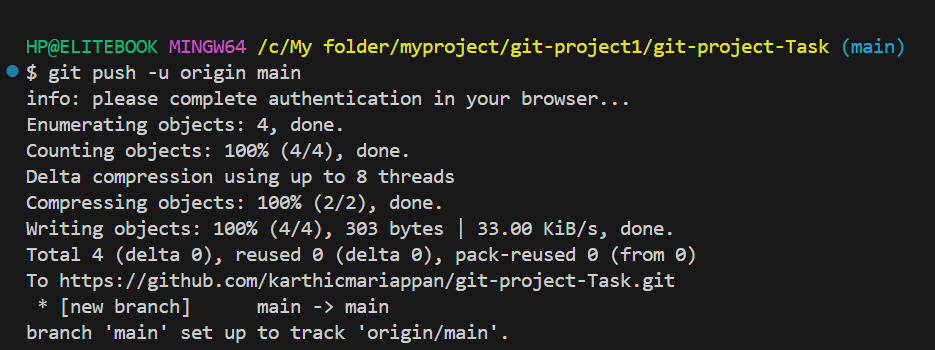 HP@ELITEBOOK MINGW64 /c/My folder/myproject/git-project1/git-project-Task (main)
$ git push -u origin main
info: please complete authentication in your browser...
Enumerating objects: 4, done.
Counting objects: 100% (4/4), done.
Delta compression using up to 8 threads
Compressing objects: 100% (2/2), done.
Writing objects: 100% (4/4), 303 bytes | 33.00 KiB/s, done.
Total 4 (delta 0), reused 0 (delta 0), pack-reused 0 (from 0)
To https://github.com/karthicmariappan/git-project-Task.git
 * [new branch]      main -> main
branch 'main' set up to track 'origin/main'.